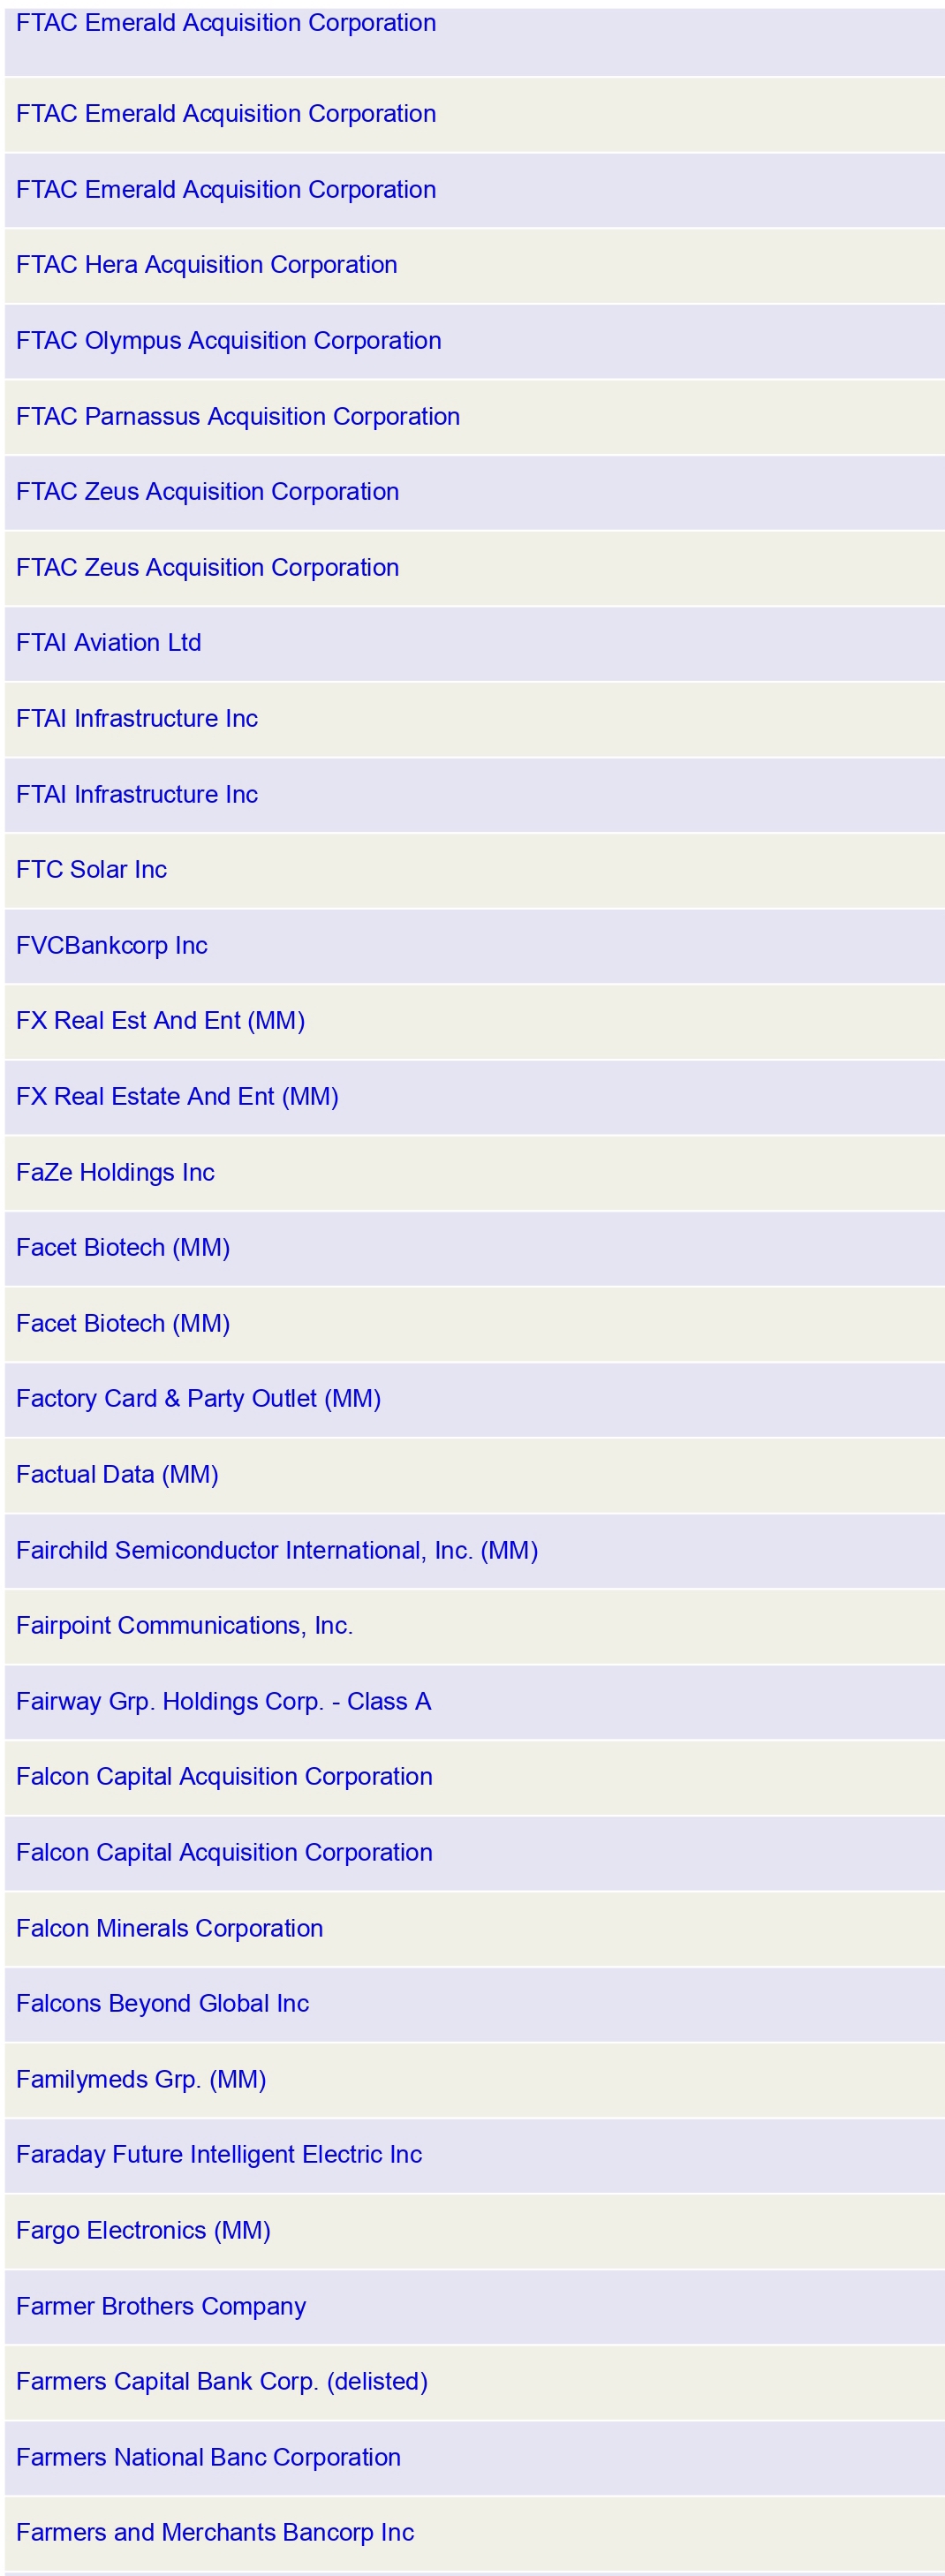 FTAC Emerald Acquisition Corporation
FTAC Emerald Acquisition Corporation
FTAC Emerald Acquisition Corporation
FTAC Hera Acquisition Corporation
FTAC Olympus Acquisition Corporation
FTAC Parnassus Acquisition Corporation
FTAC Zeus Acquisition Corporation
FTAC Zeus Acquisition Corporation
FTAI Aviation Ltd
FTAI Infrastructure Inc
FTAI Infrastructure Inc
FTC Solar Inc
FVCBankcorp Inc
FX Real Est And Ent (MM)
FX Real Estate And Ent (MM)
FaZe Holdings Inc
Facet Biotech (MM)
Facet Biotech (MM)
Factory Card & Party Outlet (MM)
Factual Data (MM)
Fairchild Semiconductor International, Inc. (MM)
Fairpoint Communications, Inc.
Fairway Grp. Holdings Corp. - Class A
Falcon Capital Acquisition Corporation
Falcon Capital Acquisition Corporation
Falcon Minerals Corporation
Falcons Beyond Global Inc
Familymeds Grp. (MM)
Faraday Future Intelligent Electric Inc
Fargo Electronics (MM)
Farmer Brothers Company
Farmers Capital Bank Corp. (delisted)
Farmers National Banc Corporation
Farmers and Merchants Bancorp Inc